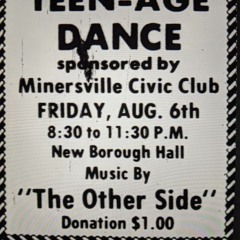 TEEN-AGE
DANCE
sponsored by
Minersville Civic Club
FRIDAY, AUG. 6th
8:30 to 11:30 P.M.
New Borough Hall
Music By
"The Other Side"
Donation $1.00